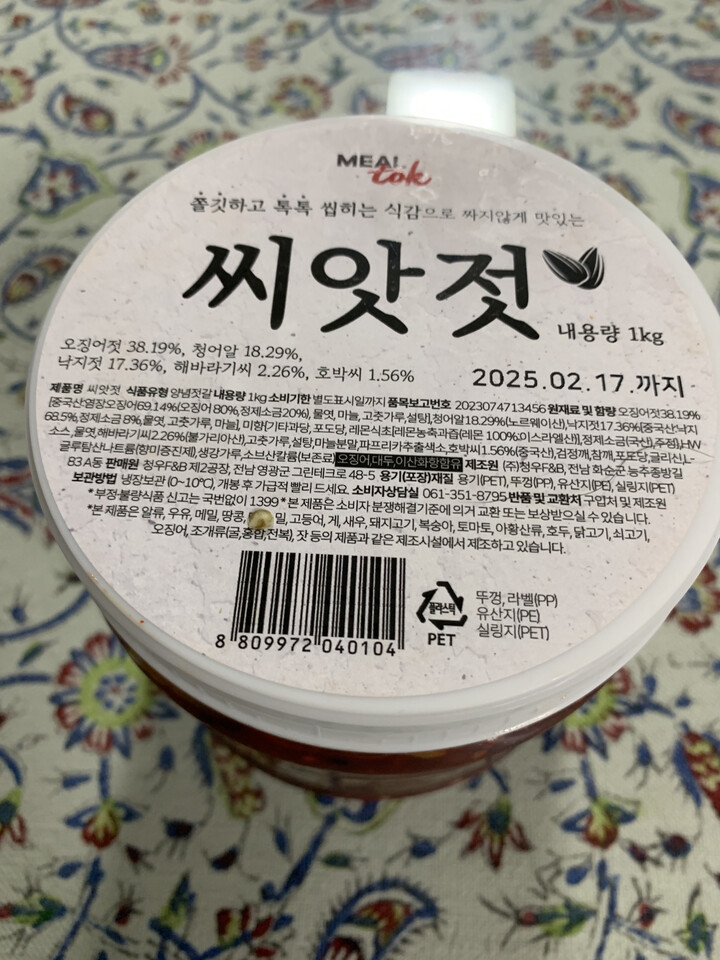 MEAL tok
쫄깃하고 톡톡 씹히는 식감으로 짜지않게 맛있는
씨앗젓
내용량 1kg
오징어젓 38.19%, 청어알 18.29%,
낙지젓 17.36%, 해바라기씨 2.26%, 호박씨 1.56%
2025.02.17.까지
제품명 씨앗젓 식품유형 양념젓갈 내용량 1kg 소비기한 별도표시일까지 품목보고번호 2023074713456 원재료 및 함량 오징어젓38.19%
[중국산염장오징어69.14%(오징어 80%,정제소금20%), 물엿, 마늘, 고춧가루,설탕],청어알18.29%(노르웨이산),낙지젓17.36%[중국산낙지
68.5%,정제소금 8%,물엿, 고춧가루, 마늘], 미향(기타과당, 포도당, 레몬식초[레몬농축과즙(레몬 100%:이스라엘산)],정제소금(국산),주정),HW
소스,물엿,해바라기씨2.26%(불가리아산),고춧가루,설탕,마늘분말,파프리카추출색소,호박씨1.56%(중국산),검정깨,참깨,포도당,글리신,L-
글루탐산나트륨(향미증진제),생강가루,소브산칼륨(보존료) 오징어,대두,이산화황함유 제조원 (주)청우F&B, 전남 화순군 능주종방길
83 A동 판매원 청우F&B 제2공장, 전남 영광군 그린테크로 48-5 용기(포장)재질 용기(PET), 뚜껑(PP), 유산지(PE), 실링지(PET)
보관방법 냉장보관 (0~10℃), 개봉 후 가급적 빨리 드세요. 소비자상담실 061-351-8795 반품 및 교환처 구입처 및 제조원
*부정·불량식품 신고는 국번없이 1399 *본 제품은 소비자 분쟁해결기준에 의거 교환 또는 보상받으실 수 있습니다.
*본 제품은 알류, 우유, 메밀, 땅콩, 밀, 고등어, 게, 새우, 돼지고기, 복숭아, 토마토, 아황산류, 호두, 닭고기, 쇠고기,
오징어, 조개류(굴,홍합,전복), 잣 등의 제품과 같은 제조시설에서 제조하고 있습니다.
8 809972 040104
플라스틱
PET
뚜껑, 라벨(PP)
유산지(PE)
실링지(PET)